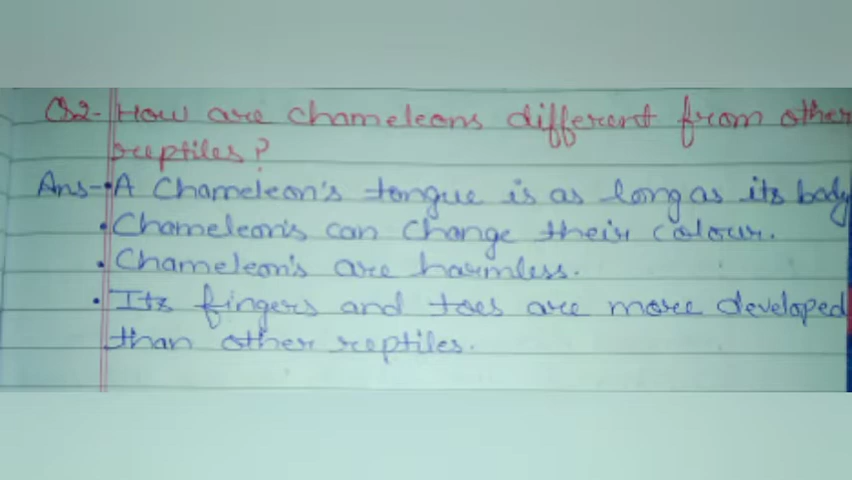 Q2- How are chameleons different from other
reptiles?
Ans-•A Chameleon's tongue is as long as its body
•Chameleon's can change their colour.
•Chameleon's are harmless.
•Its fingers and toes are more developed
than other reptiles.